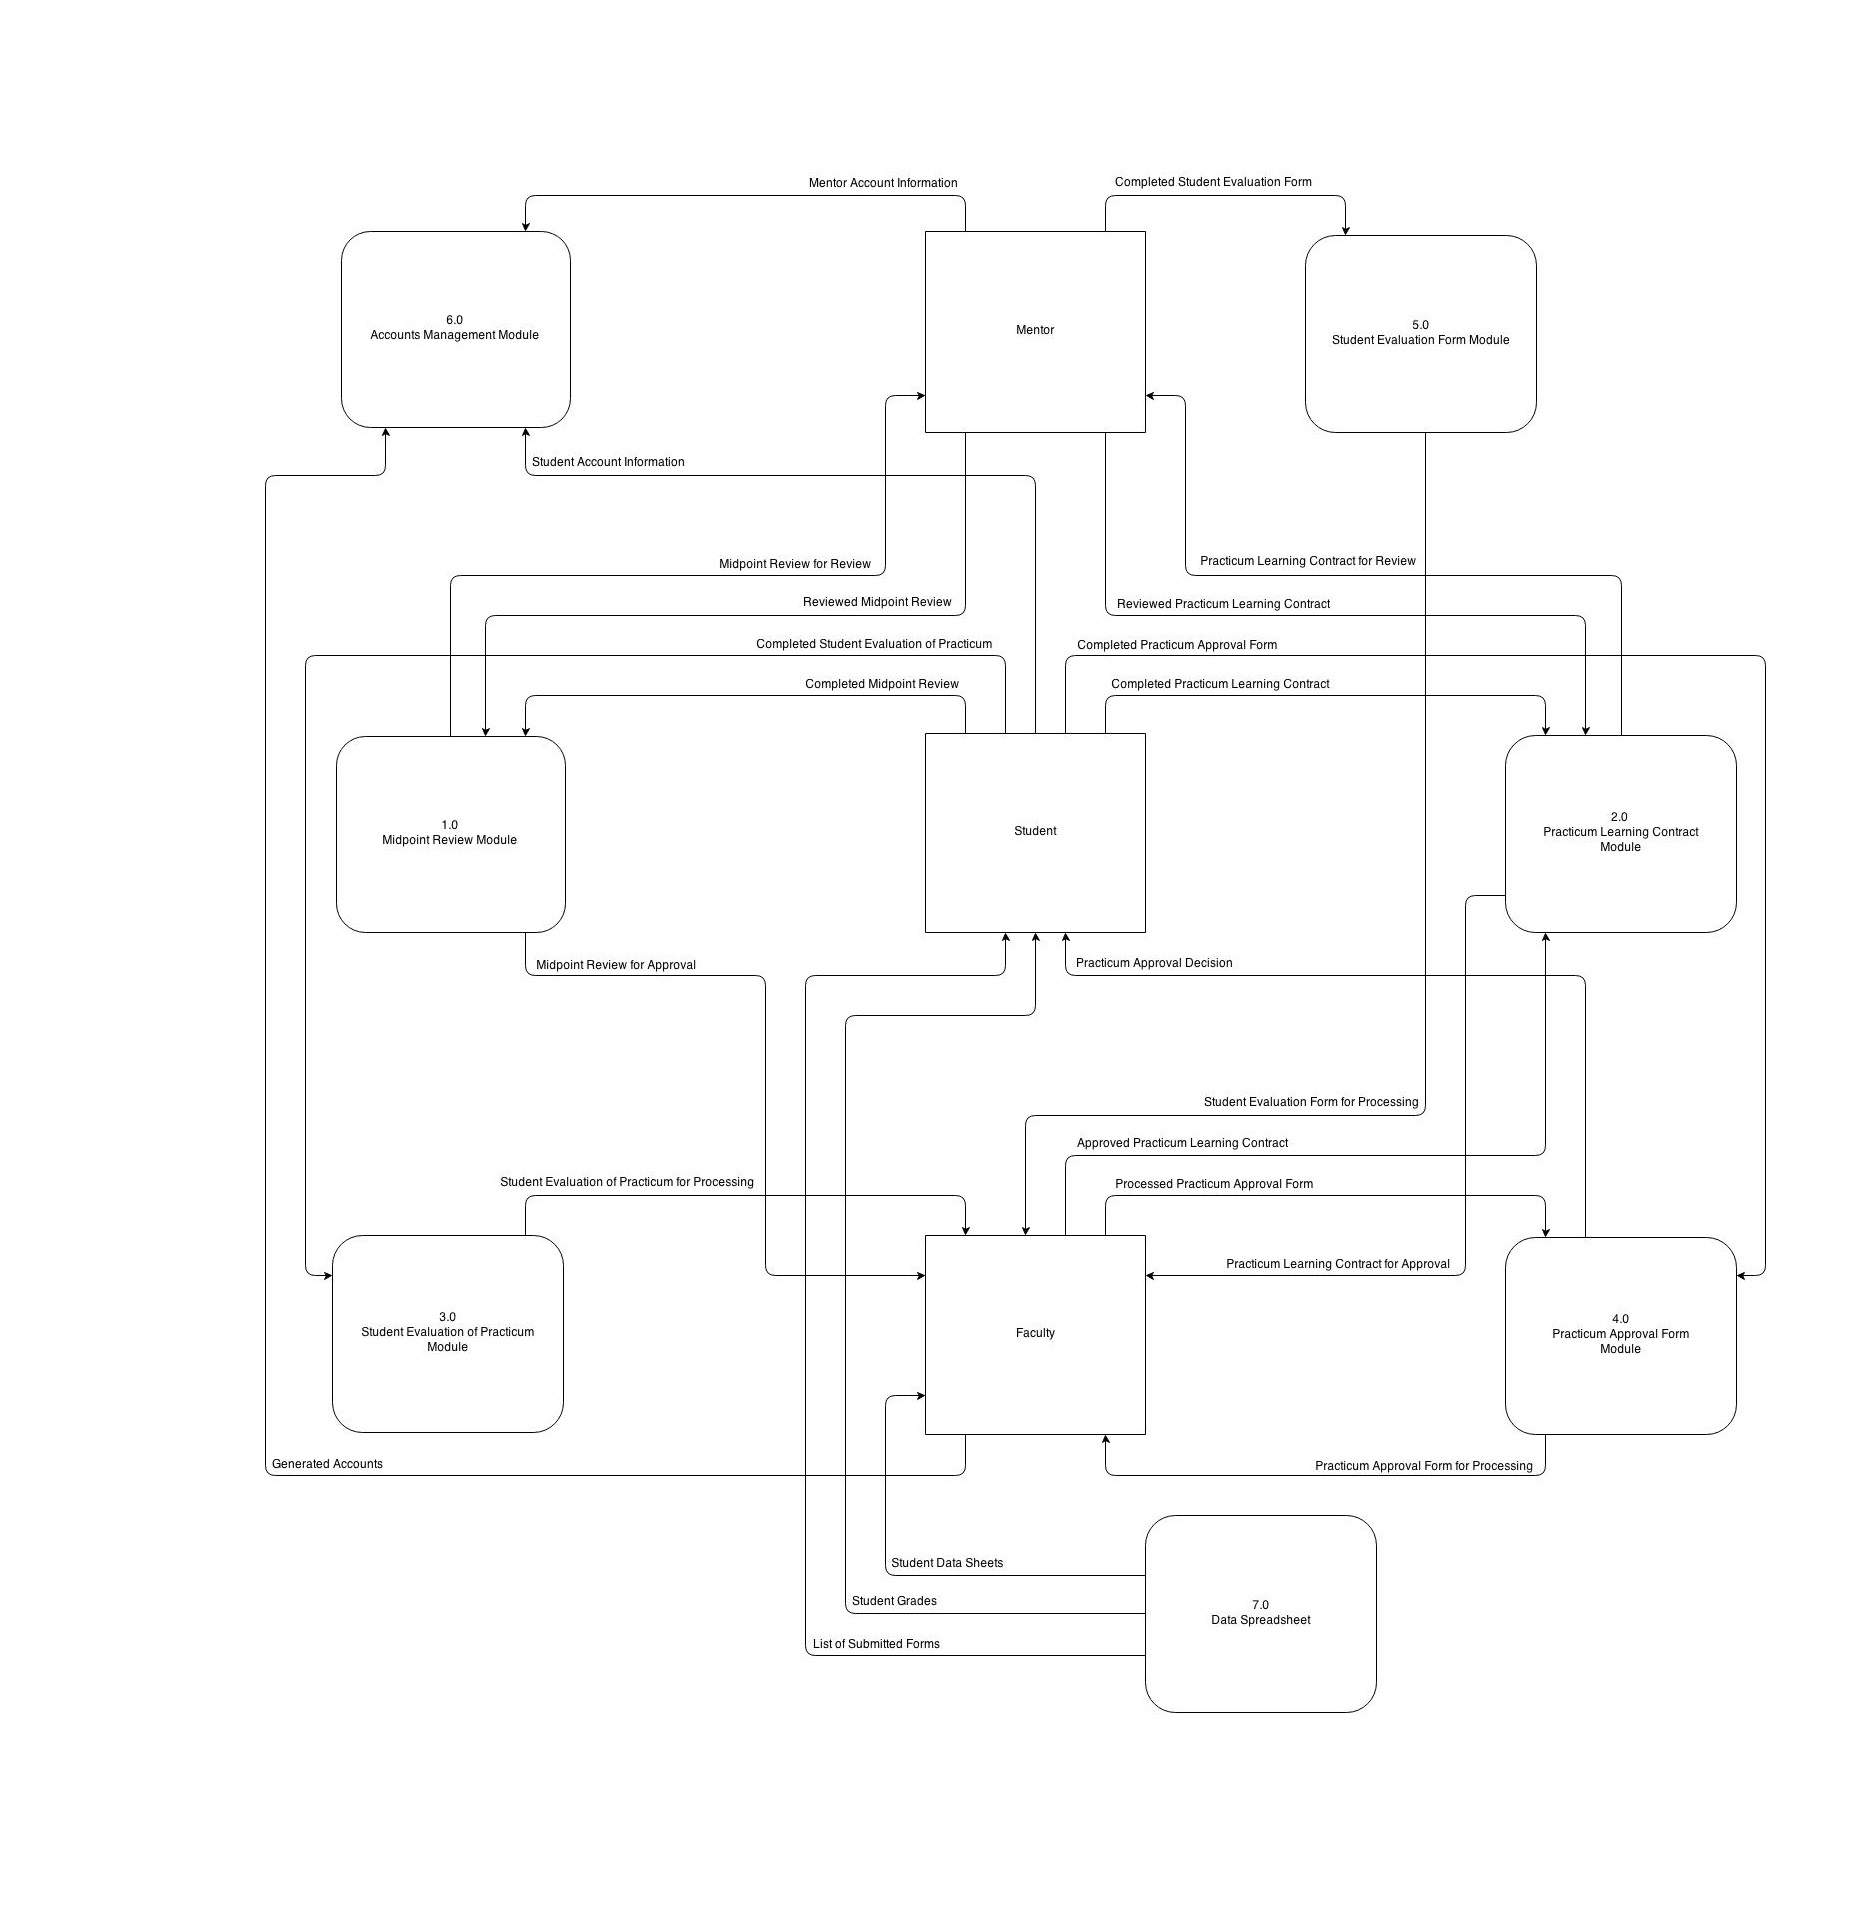 Mentor Account Information
Completed Student Evaluation Form
6.0
Accounts Management Module
Mentor
5.0
Student Evaluation Form Module
Student Account Information
Midpoint Review for Review
Practicum Learning Contract for Review
Reviewed Midpoint Review
Reviewed Practicum Learning Contract
Completed Student Evaluation of Practicum
Completed Practicum Approval Form
Completed Midpoint Review
Completed Practicum Learning Contract
1.0
Midpoint Review Module
Student
2.0
Practicum Learning Contract
Module
Midpoint Review for Approval
Practicum Approval Decision
Student Evaluation Form for Processing
Approved Practicum Learning Contract
Student Evaluation of Practicum for Processing
Processed Practicum Approval Form
Practicum Learning Contract for Approval
3.0
Student Evaluation of Practicum
Module
Faculty
4.0
Practicum Approval Form
Module
Generated Accounts
Practicum Approval Form for Processing
Student Data Sheets
Student Grades
7.0
Data Spreadsheet
List of Submitted Forms